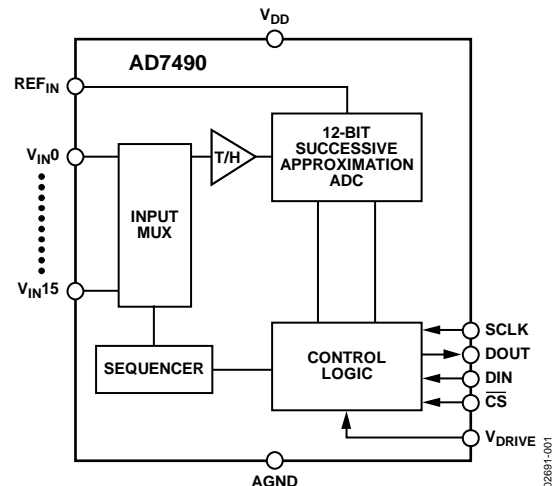 VDD
AD7490
REFIN
VIN0
T/H
12-BIT
SUCCESSIVE
APPROXIMATION
ADC
INPUT
MUX
VIN15
SEQUENCER
CONTROL
LOGIC
SCLK
DOUT
DIN
C̅S̅
VDRIVE
AGND
02691-001